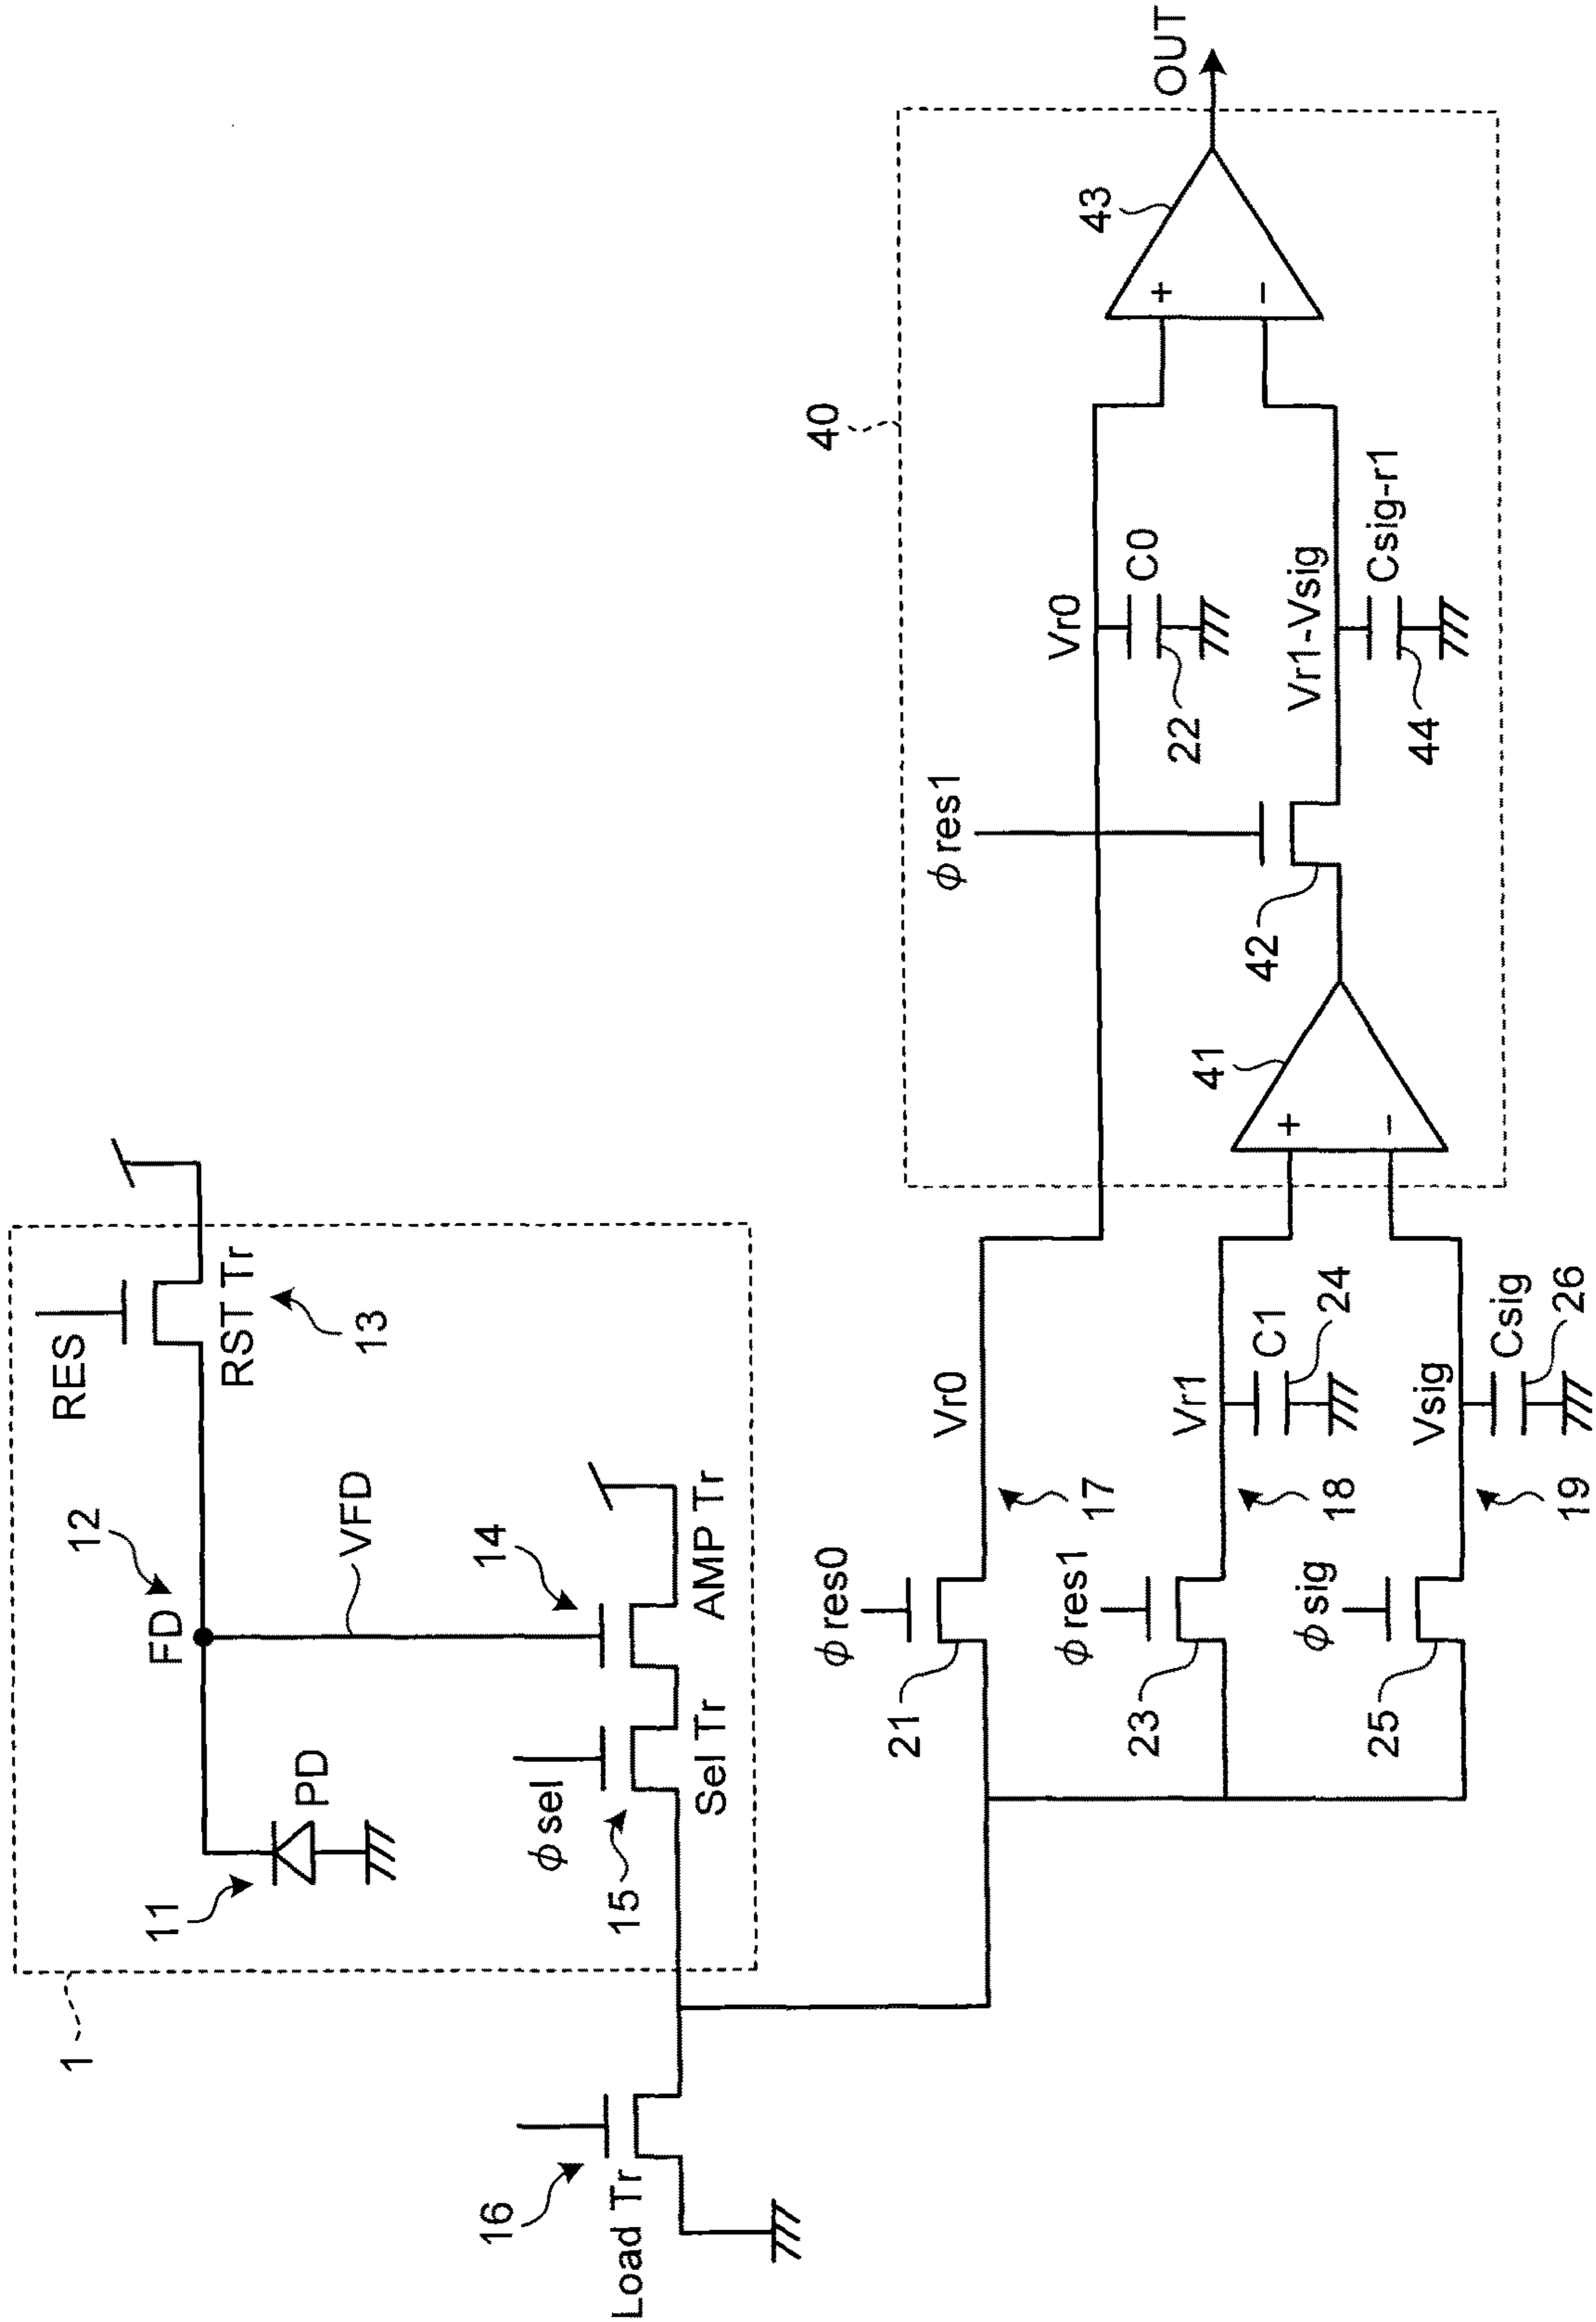 1
RES
RST Tr
13
12
FD
VFD
11
PD
14
AMP Tr
φsel
Sel Tr
15
16
Load Tr
φres0
21
Vr0
17
φres1
23
Vr1
18
C1
24
φsig
25
Vsig
19
Csig
26
40
41
φres1
42
Vr0
C0
22
Vr1-Vsig
Csig-r1
44
43
+
−
+
−
OUT